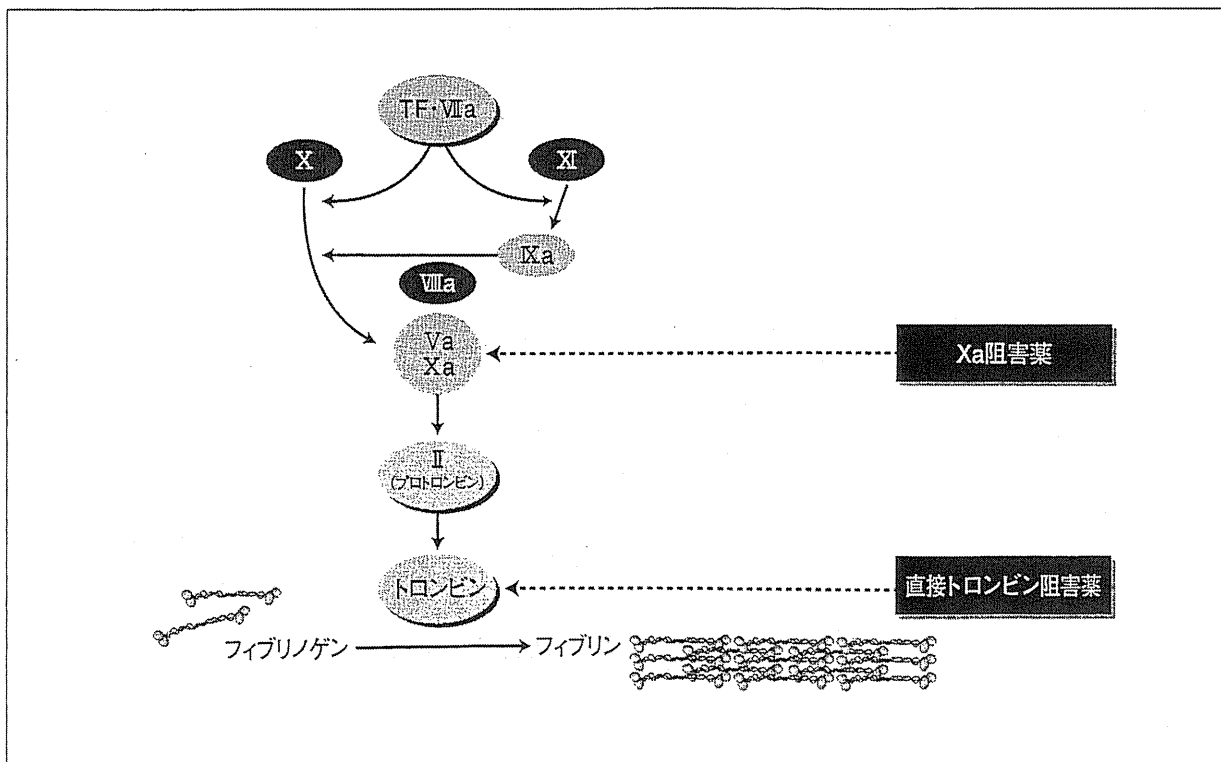 TF・Ⅶa
Ⅹ
Ⅺ
Ⅸa
Ⅷa
Ⅴa
Ⅹa
Xa阻害薬
Ⅱ
(プロトロンビン)
トロンビン
直接トロンビン阻害薬
フィブリノゲン
フィブリン